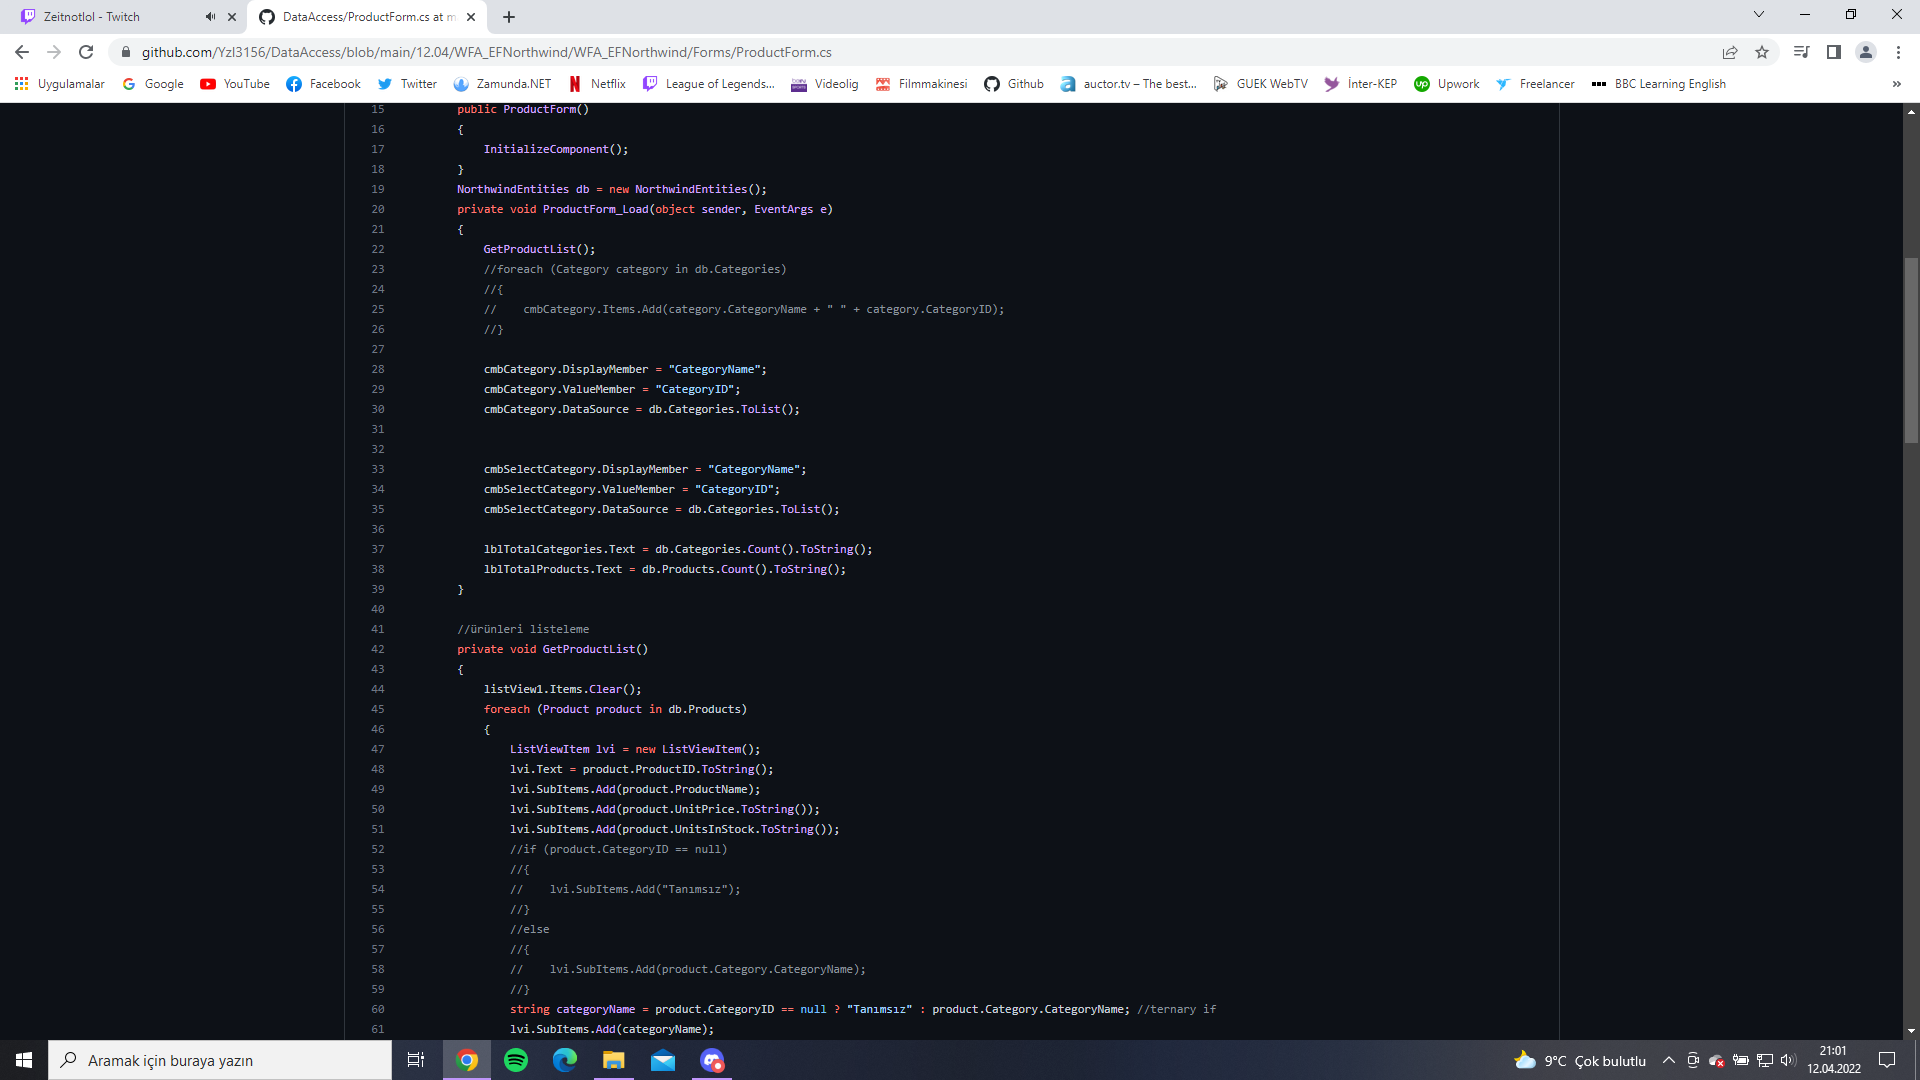 Zeitnotlol - Twitch
DataAccess/ProductForm.cs at m
github.com/Yzl3156/DataAccess/blob/main/12.04/WFA_EFNorthwind/WFA_EFNorthwind/Forms/ProductForm.cs
Uygulamalar Google YouTube Facebook Twitter Zamunda.NET Netflix League of Legends... Videolig Filmmakinesi Github auctor.tv – The best... GUEK WebTV İnter-KEP Upwork Freelancer BBC Learning English »
15 public ProductForm()
16 {
17 InitializeComponent();
18 }
19 NorthwindEntities db = new NorthwindEntities();
20 private void ProductForm_Load(object sender, EventArgs e)
21 {
22 GetProductList();
23 //foreach (Category category in db.Categories)
24 //{
25 // cmbCategory.Items.Add(category.CategoryName + " " + category.CategoryID);
26 //}
27
28 cmbCategory.DisplayMember = "CategoryName";
29 cmbCategory.ValueMember = "CategoryID";
30 cmbCategory.DataSource = db.Categories.ToList();
31
32
33 cmbSelectCategory.DisplayMember = "CategoryName";
34 cmbSelectCategory.ValueMember = "CategoryID";
35 cmbSelectCategory.DataSource = db.Categories.ToList();
36
37 lblTotalCategories.Text = db.Categories.Count().ToString();
38 lblTotalProducts.Text = db.Products.Count().ToString();
39 }
40
41 //ürünleri listeleme
42 private void GetProductList()
43 {
44 listView1.Items.Clear();
45 foreach (Product product in db.Products)
46 {
47 ListViewItem lvi = new ListViewItem();
48 lvi.Text = product.ProductID.ToString();
49 lvi.SubItems.Add(product.ProductName);
50 lvi.SubItems.Add(product.UnitPrice.ToString());
51 lvi.SubItems.Add(product.UnitsInStock.ToString());
52 //if (product.CategoryID == null)
53 //{
54 // lvi.SubItems.Add("Tanımsız");
55 //}
56 //else
57 //{
58 // lvi.SubItems.Add(product.Category.CategoryName);
59 //}
60 string categoryName = product.CategoryID == null ? "Tanımsız" : product.Category.CategoryName; //ternary if
61 lvi.SubItems.Add(categoryName);
Aramak için buraya yazın
9°C Çok bulutlu
21:01
12.04.2022